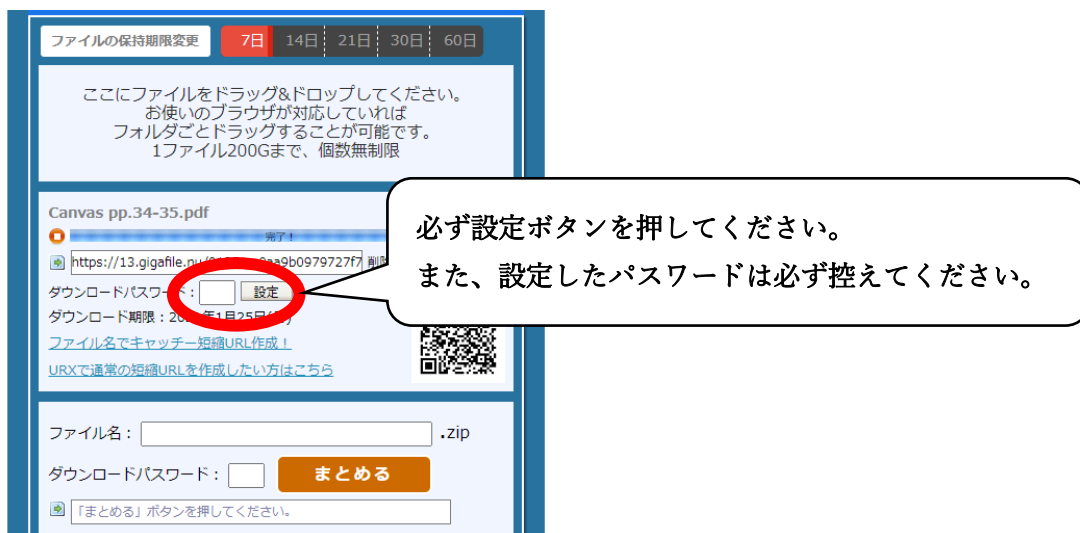 ファイルの保持期限変更 7日 14日 21日 30日 60日
ここにファイルをドラッグ&ドロップしてください。
お使いのブラウザが対応していれば
フォルダごとドラッグすることが可能です。
1ファイル200Gまで、個数無制限
Canvas pp.34-35.pdf
完了！
https://13.gigafile.nu/
ダウンロードパスワード： 設定
ダウンロード期限：20 年1月25日
ファイル名でキャッチー短縮URL作成！
URXで通常の短縮URLを作成したい方はこちら
必ず設定ボタンを押してください。
また、設定したパスワードは必ず控えてください。
ファイル名： .zip
ダウンロードパスワード： まとめる
「まとめる」ボタンを押してください。